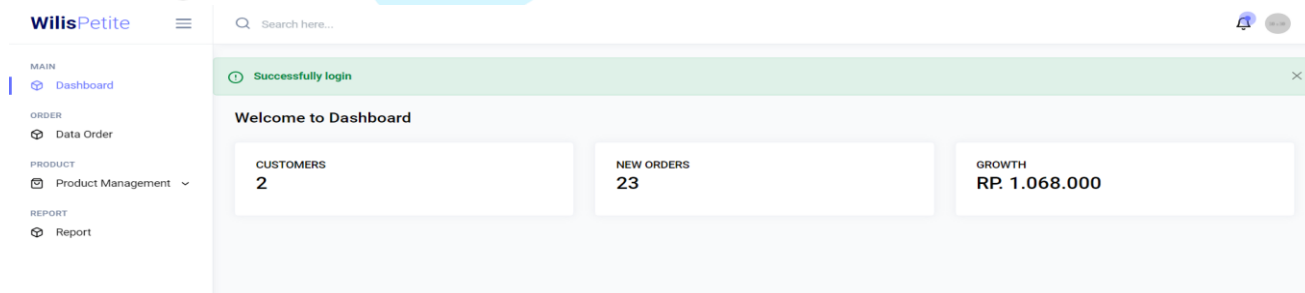 WilisPetite
Search here...
MAIN
Dashboard
ORDER
Data Order
PRODUCT
Product Management
REPORT
Report
Successfully login
Welcome to Dashboard
CUSTOMERS
2
NEW ORDERS
23
GROWTH
RP. 1.068.000